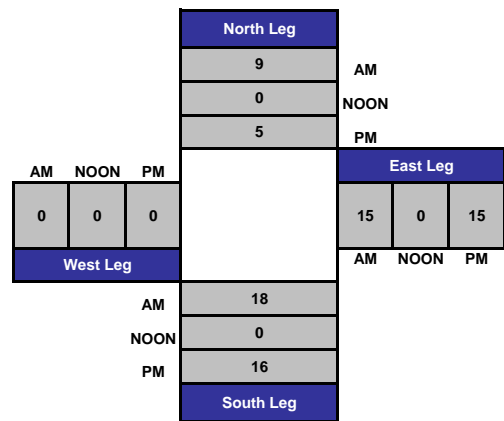 North Leg
9 AM
0 NOON
5 PM
AM NOON PM East Leg
0 0 0 15 0 15
West Leg AM NOON PM
AM 18
NOON 0
PM 16
South Leg